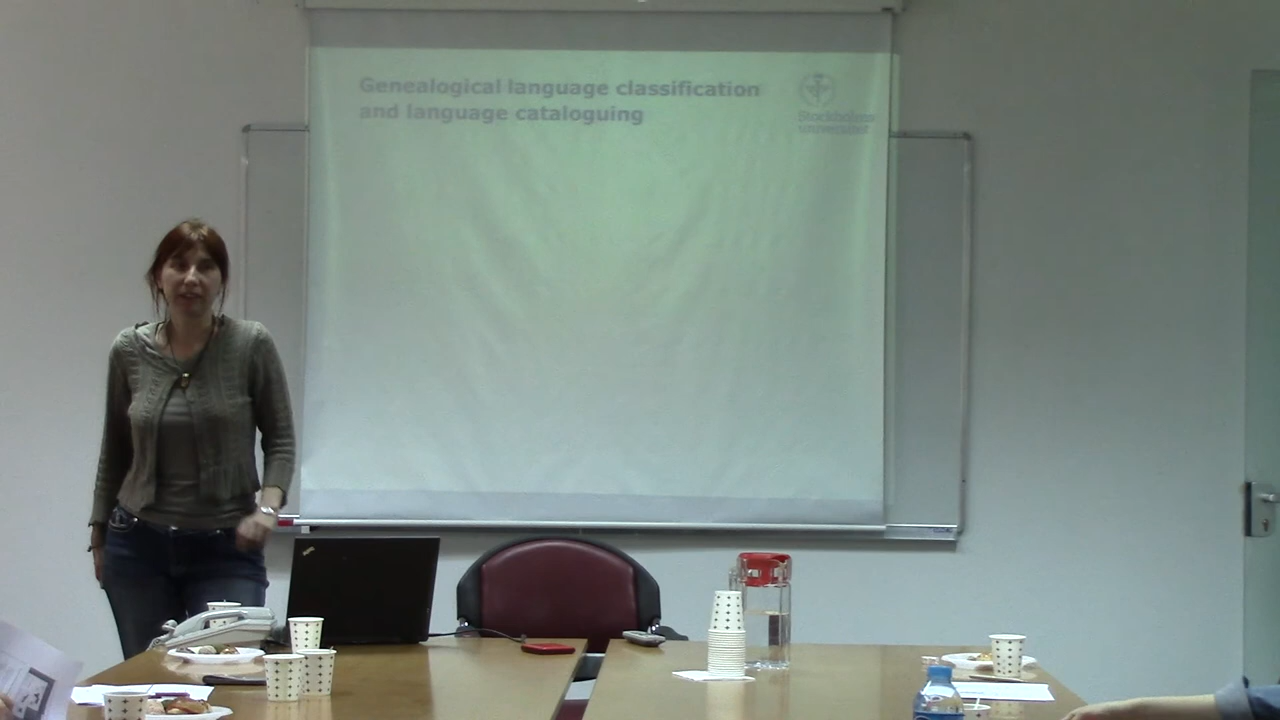 Genealogical language classification
and language cataloguing
Stockholms
universitet